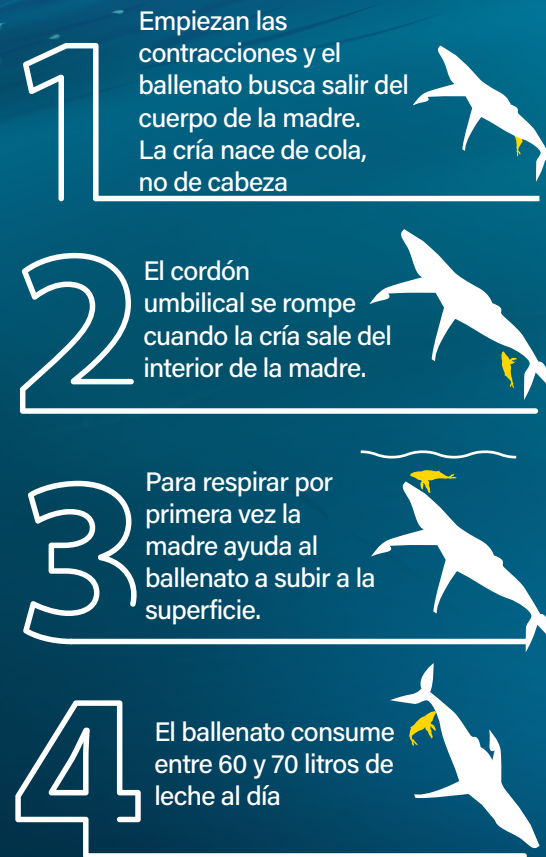 1
Empiezan las
contracciones y el
ballenato busca salir del
cuerpo de la madre.
La cría nace de cola,
no de cabeza
2
El cordón
umbilical se rompe
cuando la cría sale del
interior de la madre.
3
Para respirar por
primera vez la
madre ayuda al
ballenato a subir a la
superficie.
4
El ballenato consume
entre 60 y 70 litros de
leche al día